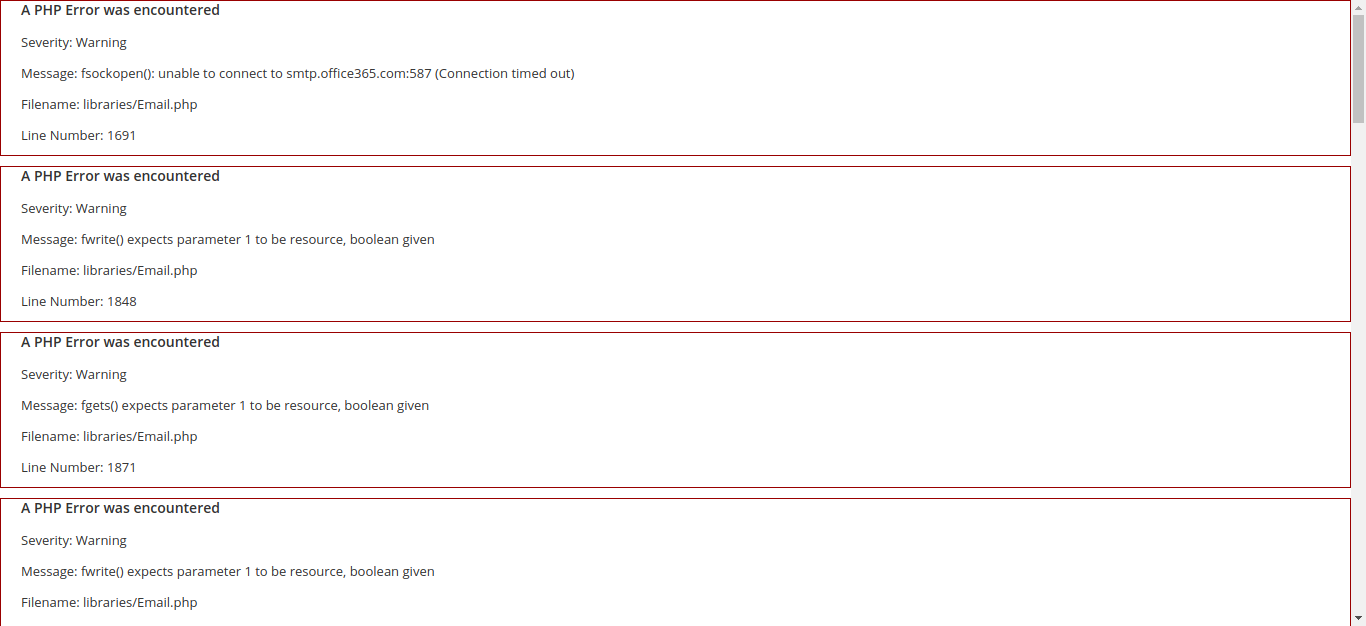 A PHP Error was encountered
Severity: Warning
Message: fsockopen(): unable to connect to smtp.office365.com:587 (Connection timed out)
Filename: libraries/Email.php
Line Number: 1691
A PHP Error was encountered
Severity: Warning
Message: fwrite() expects parameter 1 to be resource, boolean given
Filename: libraries/Email.php
Line Number: 1848
A PHP Error was encountered
Severity: Warning
Message: fgets() expects parameter 1 to be resource, boolean given
Filename: libraries/Email.php
Line Number: 1871
A PHP Error was encountered
Severity: Warning
Message: fwrite() expects parameter 1 to be resource, boolean given
Filename: libraries/Email.php